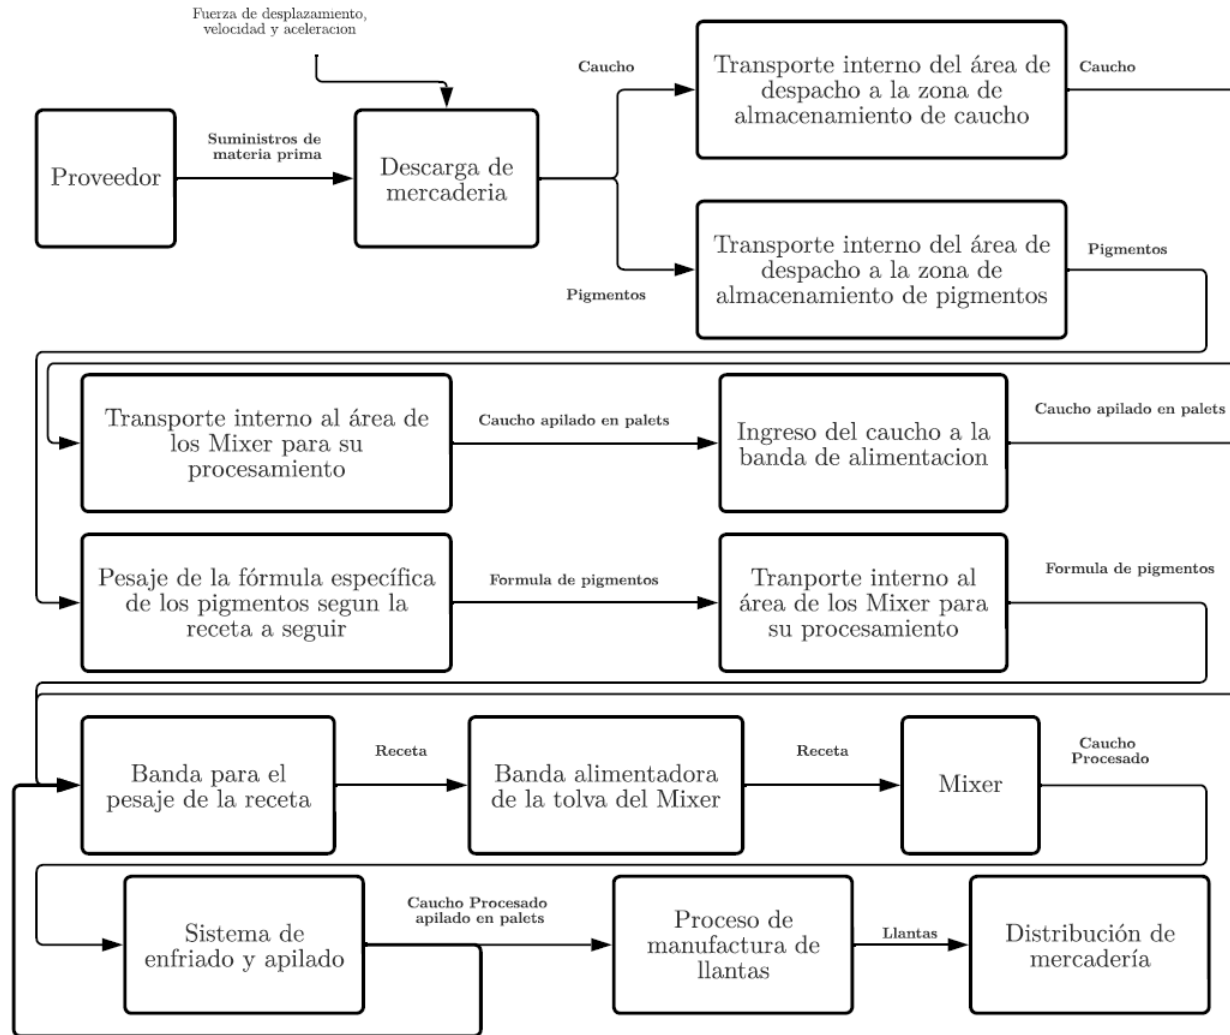 Fuerza de desplazamiento,
velocidad y aceleracion
Proveedor
Suministros de
materia prima
Descarga de
mercaderia
Caucho
Transporte interno del área de
despacho a la zona de
almacenamiento de caucho
Caucho
Pigmentos
Transporte interno del área de
despacho a la zona de
almacenamiento de pigmentos
Pigmentos
Transporte interno al área de
los Mixer para su
procesamiento
Caucho apilado en palets
Ingreso del caucho a la
banda de alimentacion
Caucho apilado en palets
Pesaje de la fórmula específica
de los pigmentos segun la
receta a seguir
Formula de pigmentos
Tranporte interno al
área de los Mixer para
su procesamiento
Formula de pigmentos
Banda para el
pesaje de la receta
Receta
Banda alimentadora
de la tolva del Mixer
Receta
Mixer
Caucho
Procesado
Sistema de
enfriado y apilado
Caucho Procesado
apilado en palets
Proceso de
manufactura de
llantas
Llantas
Distribución de
mercadería